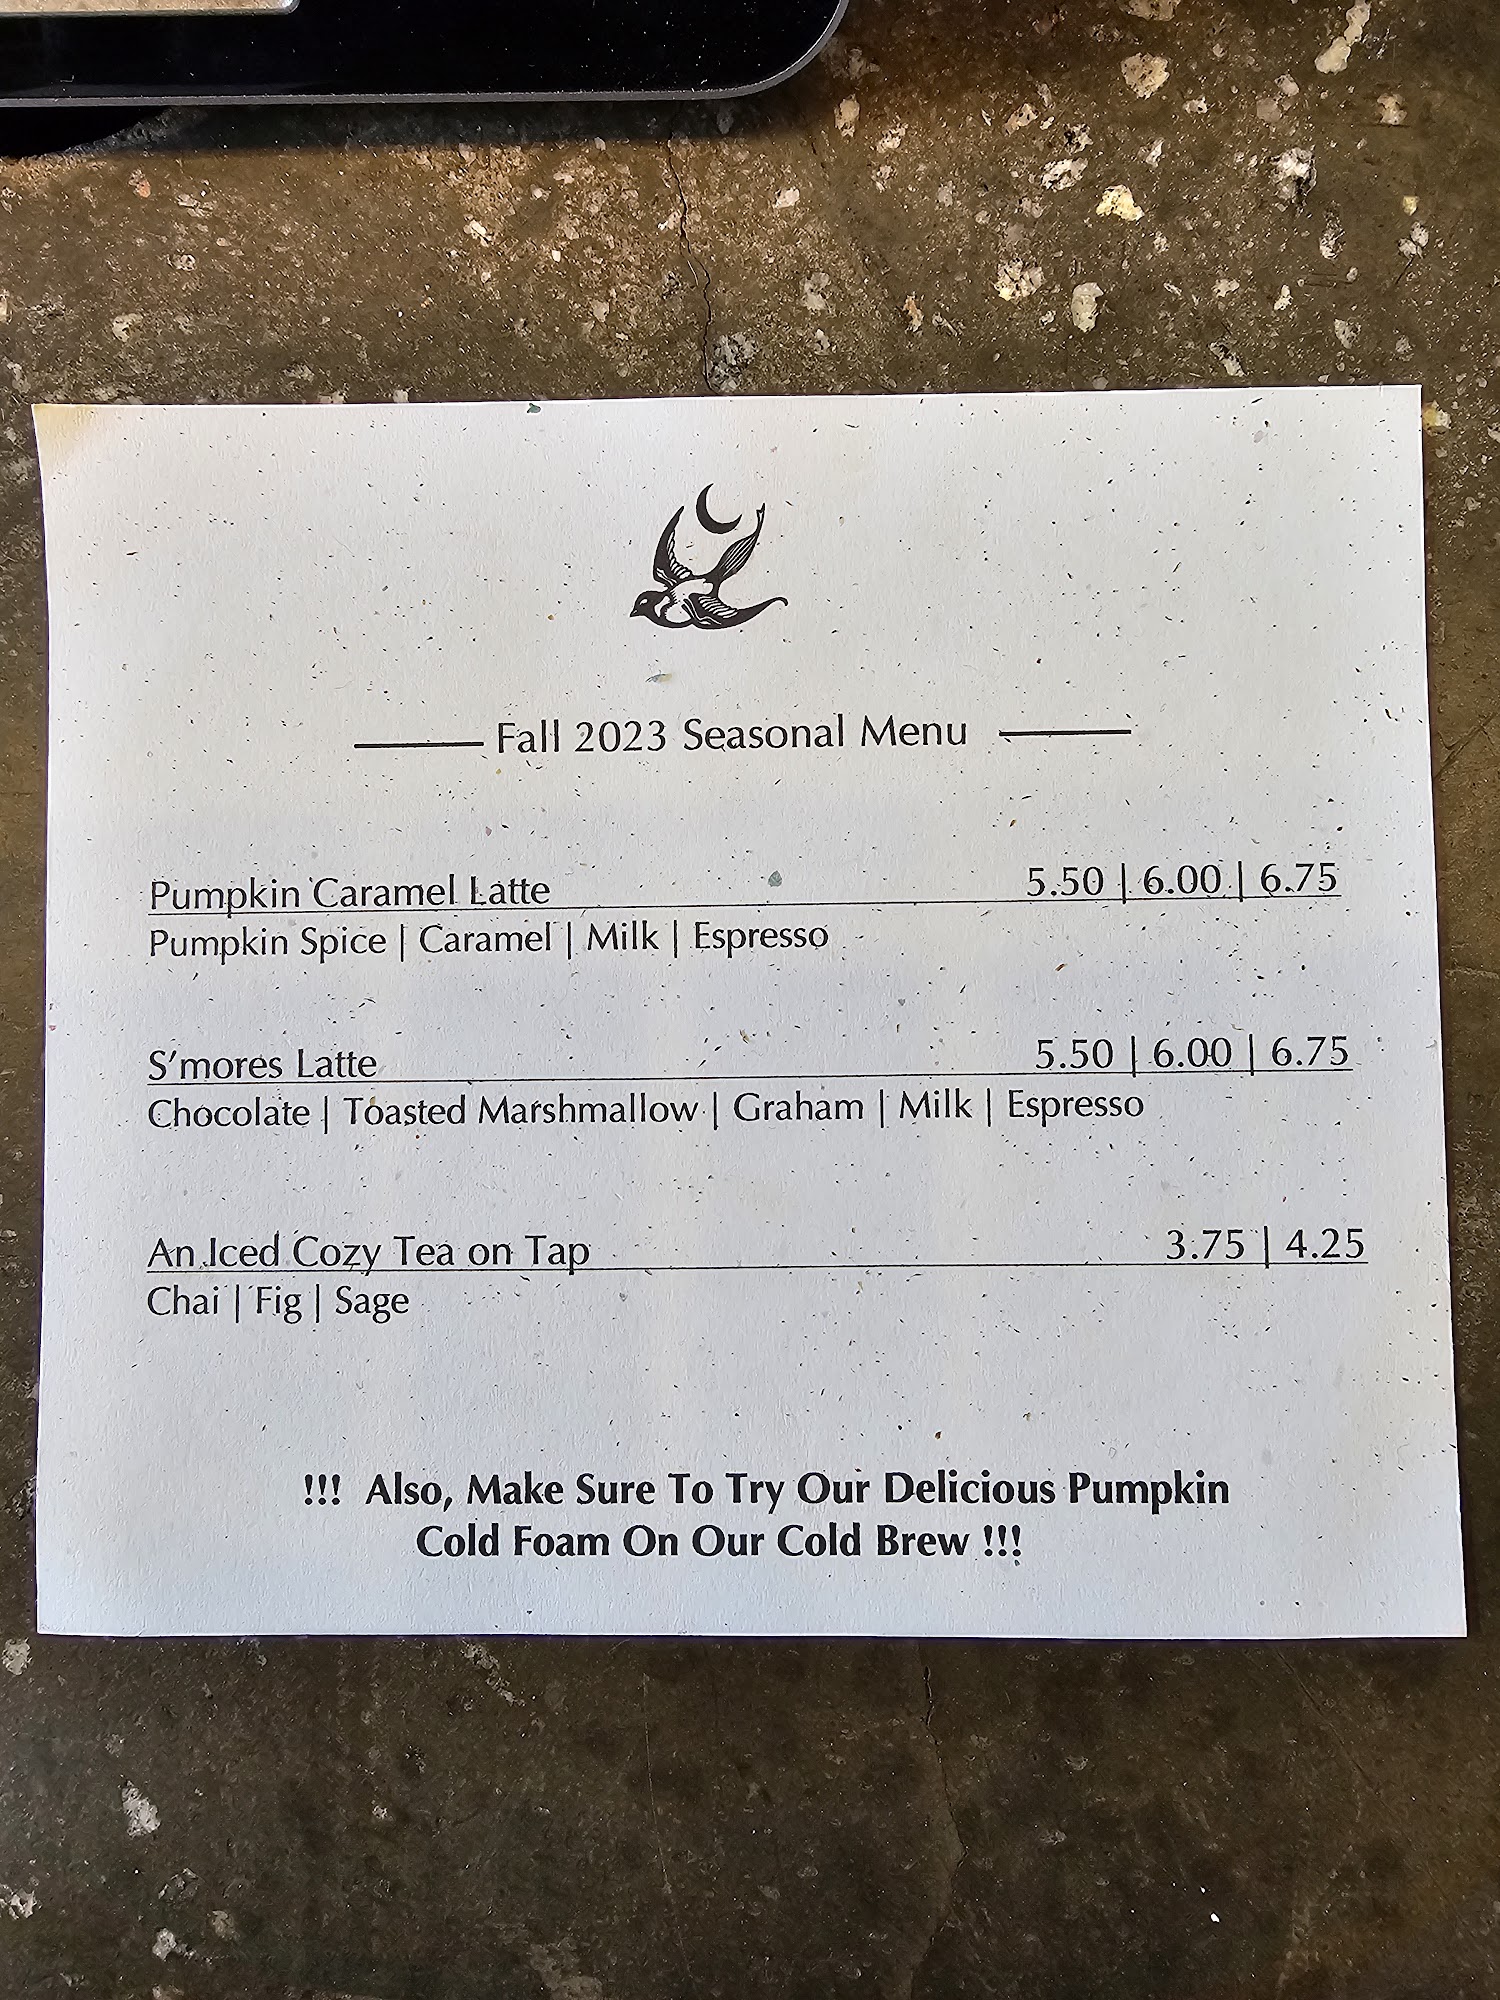 Fall 2023 Seasonal Menu
Pumpkin Caramel Latte 5.50 | 6.00 | 6.75
Pumpkin Spice | Caramel | Milk | Espresso
S'mores Latte 5.50 | 6.00 | 6.75
Chocolate | Toasted Marshmallow | Graham | Milk | Espresso
An Iced Cozy Tea on Tap 3.75 | 4.25
Chai | Fig | Sage
!!! Also, Make Sure To Try Our Delicious Pumpkin
Cold Foam On Our Cold Brew !!!